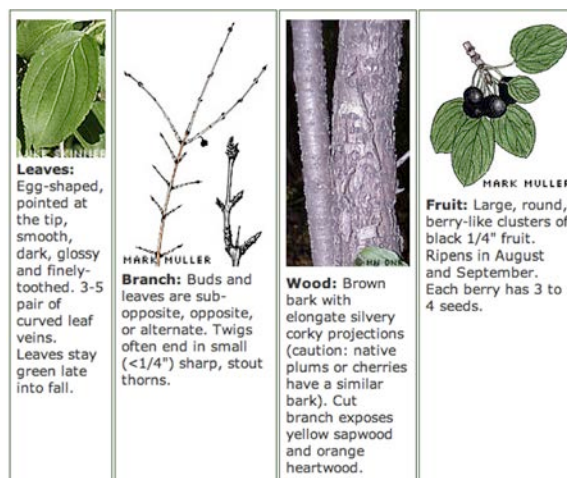 LUKE SKINNER
Leaves:
Egg-shaped,
pointed at
the tip,
smooth,
dark, glossy
and finely-
toothed. 3-5
pair of
curved leaf
veins.
Leaves stay
green late
into fall.
MARK MULLER
Branch: Buds and
leaves are sub-
opposite, opposite,
or alternate. Twigs
often end in small
(<1/4") sharp, stout
thorns.
© MN DNR
Wood: Brown
bark with
elongate silvery
corky projections
(caution: native
plums or cherries
have a similar
bark). Cut
branch exposes
yellow sapwood
and orange
heartwood.
MARK MULLER
Fruit: Large, round,
berry-like clusters of
black 1/4" fruit.
Ripens in August
and September.
Each berry has 3 to
4 seeds.